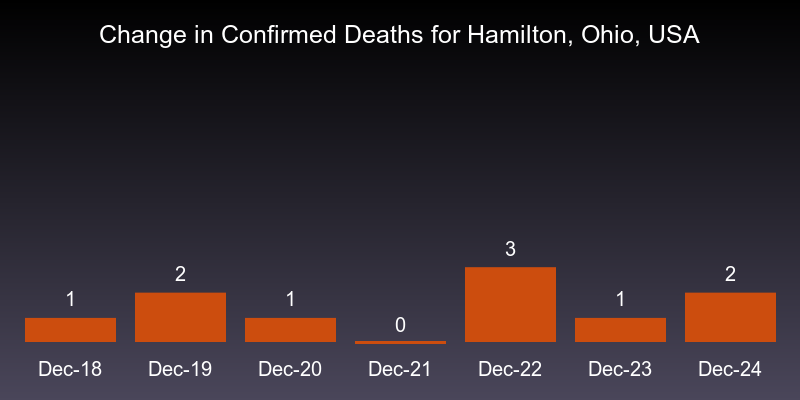 Change in Confirmed Deaths for Hamilton, Ohio, USA
1 2 1 0 3 1 2
Dec-18 Dec-19 Dec-20 Dec-21 Dec-22 Dec-23 Dec-24